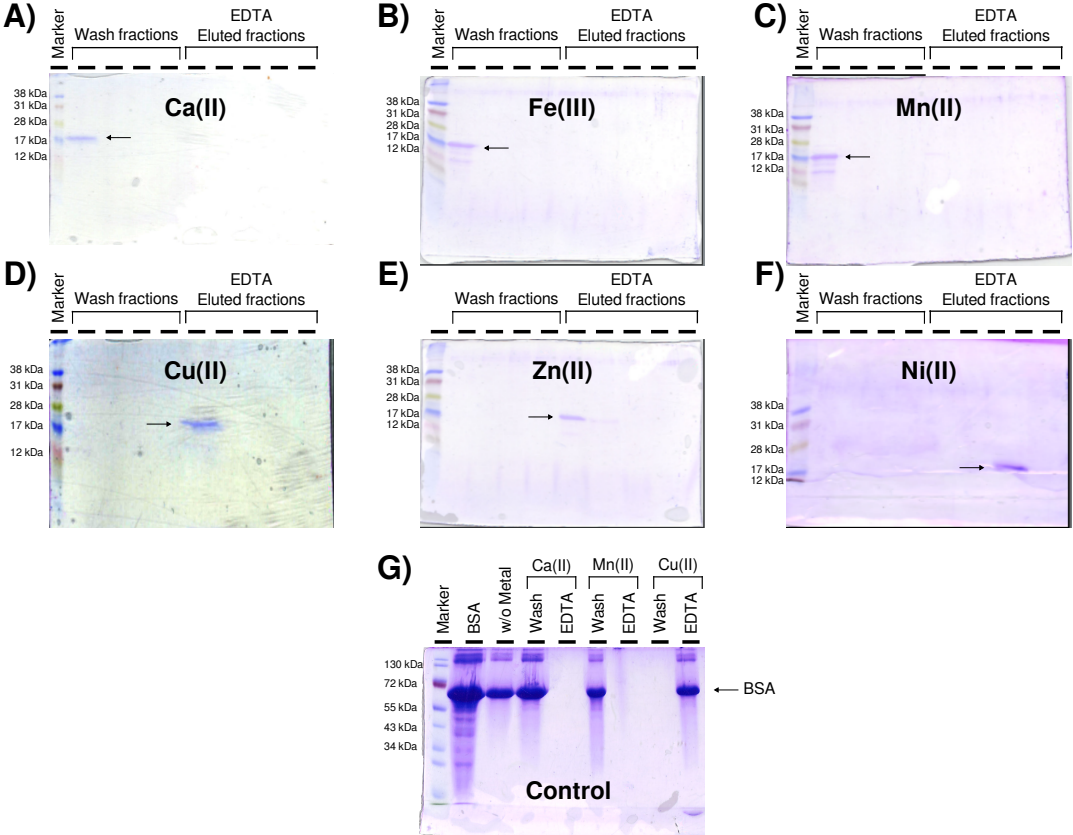 A)
Marker
Wash fractions
EDTA
Eluted fractions
38 kDa
31 kDa
28 kDa
17 kDa
12 kDa
Ca(II)
B)
Wash fractions
EDTA
Eluted fractions
38 kDa
31 kDa
28 kDa
17 kDa
12 kDa
Fe(III)
C)
Marker
Wash fractions
EDTA
Eluted fractions
38 kDa
31 kDa
28 kDa
17 kDa
12 kDa
Mn(II)
D)
Marker
Wash fractions
EDTA
Eluted fractions
38 kDa
31 kDa
28 kDa
17 kDa
12 kDa
Cu(II)
E)
Wash fractions
EDTA
Eluted fractions
38 kDa
31 kDa
28 kDa
17 kDa
12 kDa
Zn(II)
F)
Marker
Wash fractions
EDTA
Eluted fractions
38 kDa
31 kDa
28 kDa
17 kDa
12 kDa
Ni(II)
G)
Marker
BSA
w/o Metal
Ca(II)
Wash
EDTA
Mn(II)
Wash
EDTA
Cu(II)
Wash
EDTA
130 kDa
72 kDa
55 kDa
43 kDa
34 kDa
BSA
Control